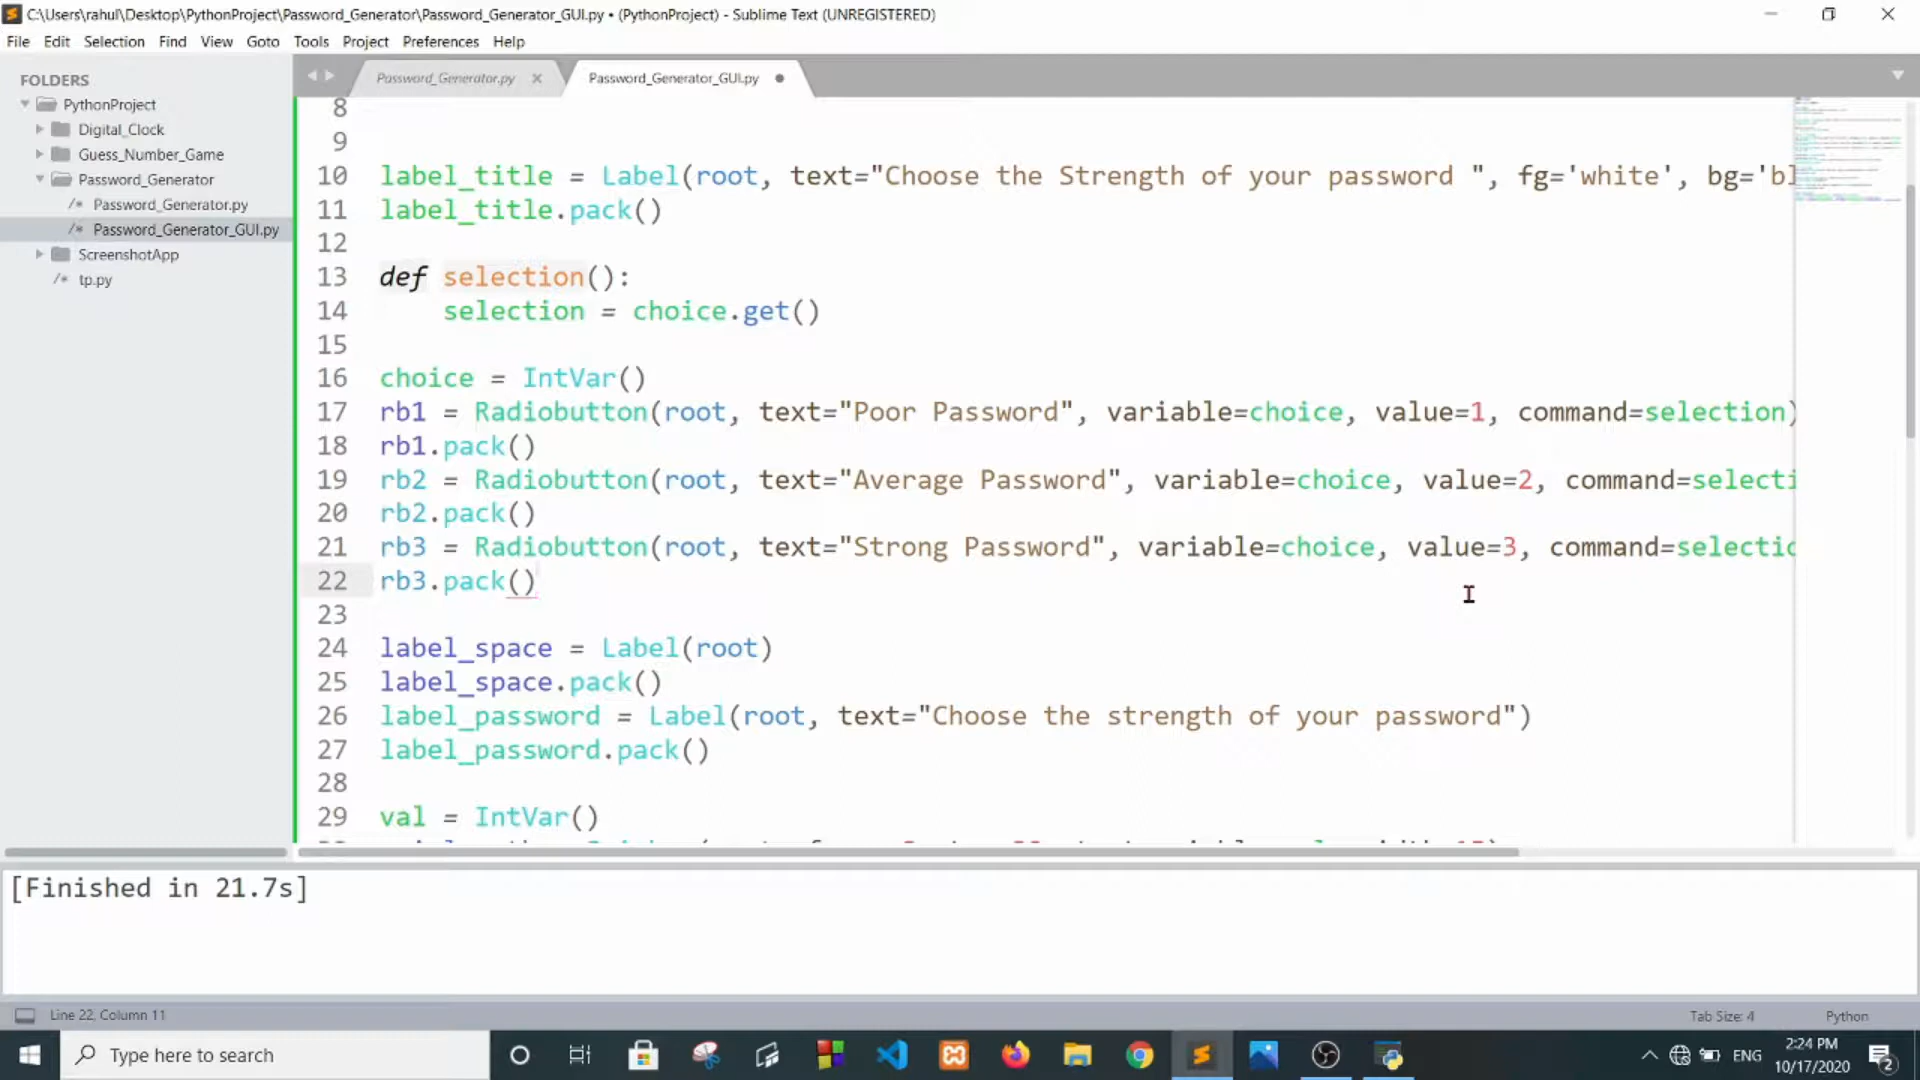 C:\Users\rahul\Desktop\PythonProject\Password_Generator\Password_Generator_GUI.py • (PythonProject) - Sublime Text (UNREGISTERED)
File Edit Selection Find View Goto Tools Project Preferences Help
FOLDERS
PythonProject
Digital_Clock
Guess_Number_Game
Password_Generator
/* Password_Generator.py
/* Password_Generator_GUI.py
ScreenshotApp
/* tp.py
Password_Generator.py
Password_Generator_GUI.py
8
9
10 label_title = Label(root, text="Choose the Strength of your password ", fg='white', bg='bl
11 label_title.pack()
12
13 def selection():
14 selection = choice.get()
15
16 choice = IntVar()
17 rb1 = Radiobutton(root, text="Poor Password", variable=choice, value=1, command=selection)
18 rb1.pack()
19 rb2 = Radiobutton(root, text="Average Password", variable=choice, value=2, command=selecti
20 rb2.pack()
21 rb3 = Radiobutton(root, text="Strong Password", variable=choice, value=3, command=selectic
22 rb3.pack()
23
24 label_space = Label(root)
25 label_space.pack()
26 label_password = Label(root, text="Choose the strength of your password")
27 label_password.pack()
28
29 val = IntVar()
[Finished in 21.7s]
Line 22, Column 11
Tab Size: 4
Python
Type here to search
ENG
2:24 PM
10/17/2020
2